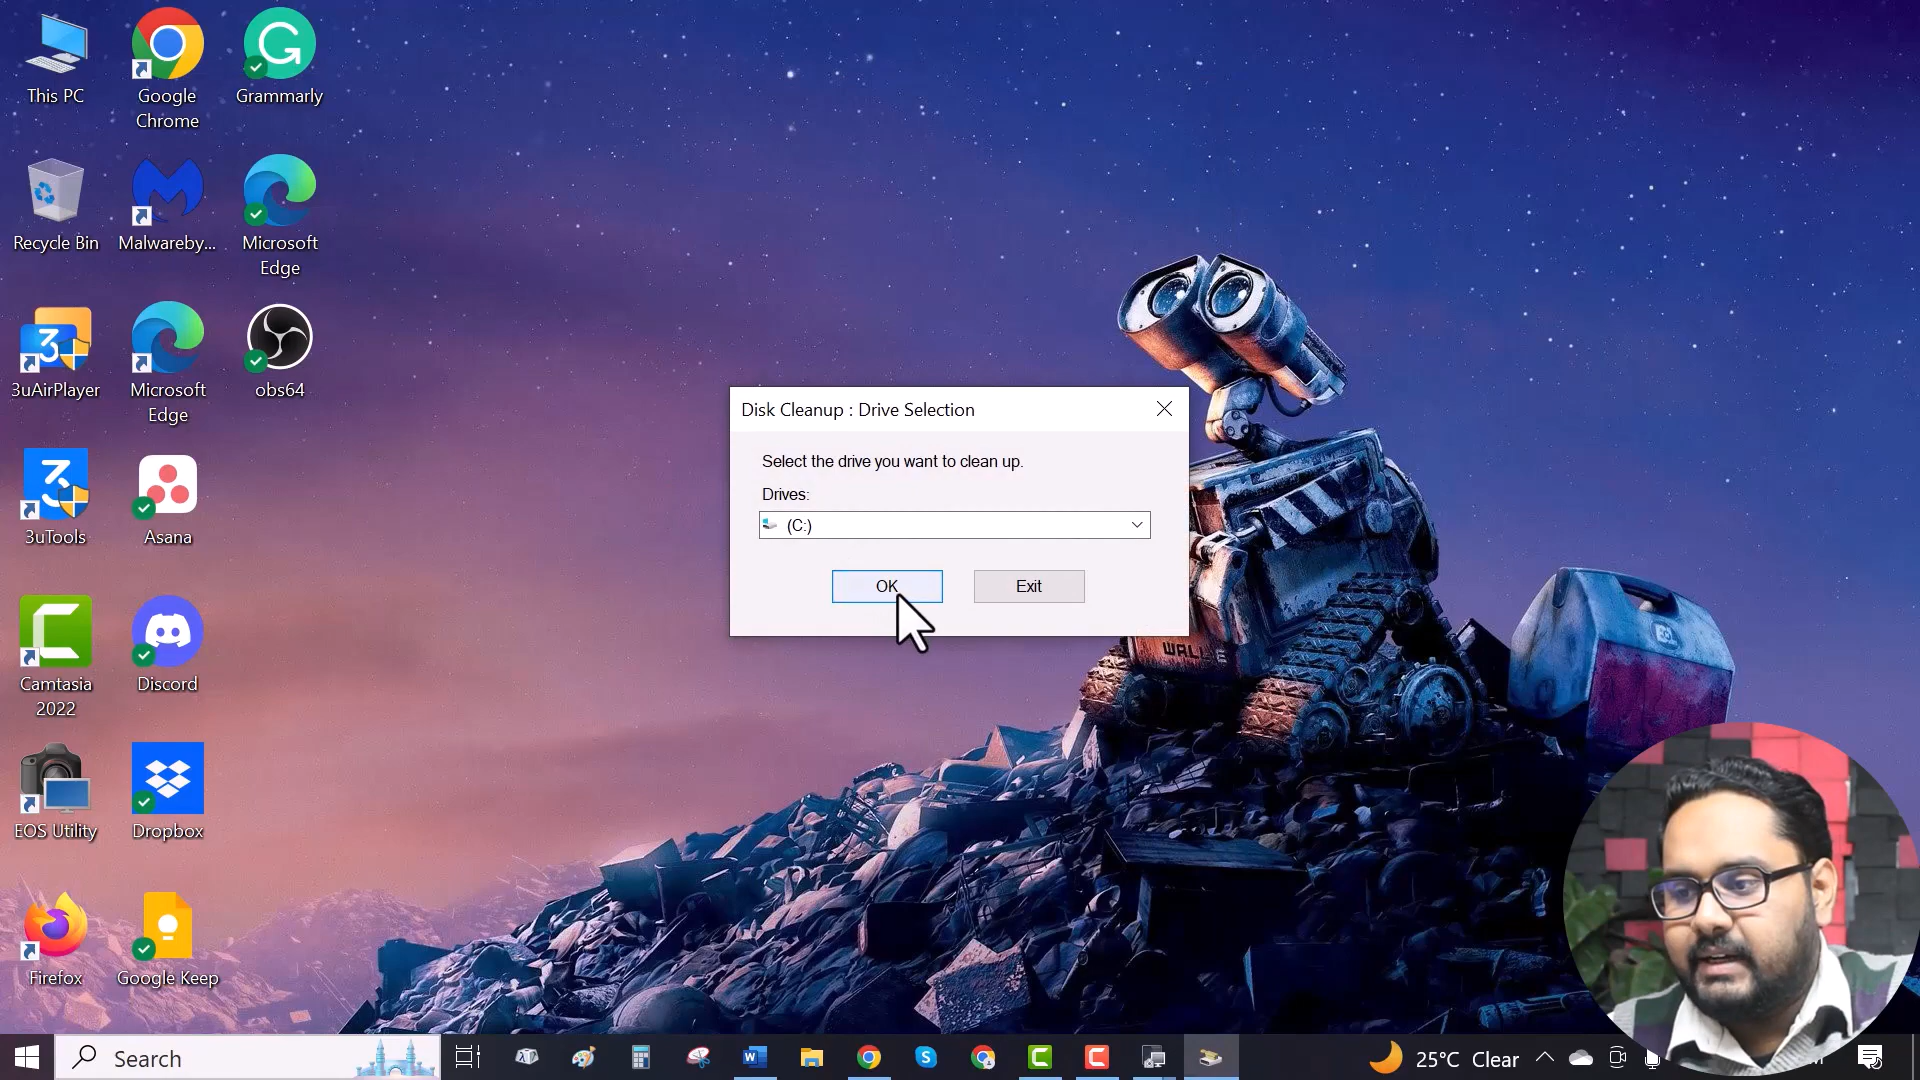 This PC
Google
Chrome
Grammarly
Recycle Bin
Malwareby...
Microsoft
Edge
3uAirPlayer
Microsoft
Edge
obs64
3uTools
Asana
Camtasia
2022
Discord
EOS Utility
Dropbox
Firefox
Google Keep
Disk Cleanup : Drive Selection
Select the drive you want to clean up.
Drives:
(C:)
OK
Exit
WALL·E
Search
25°C Clear